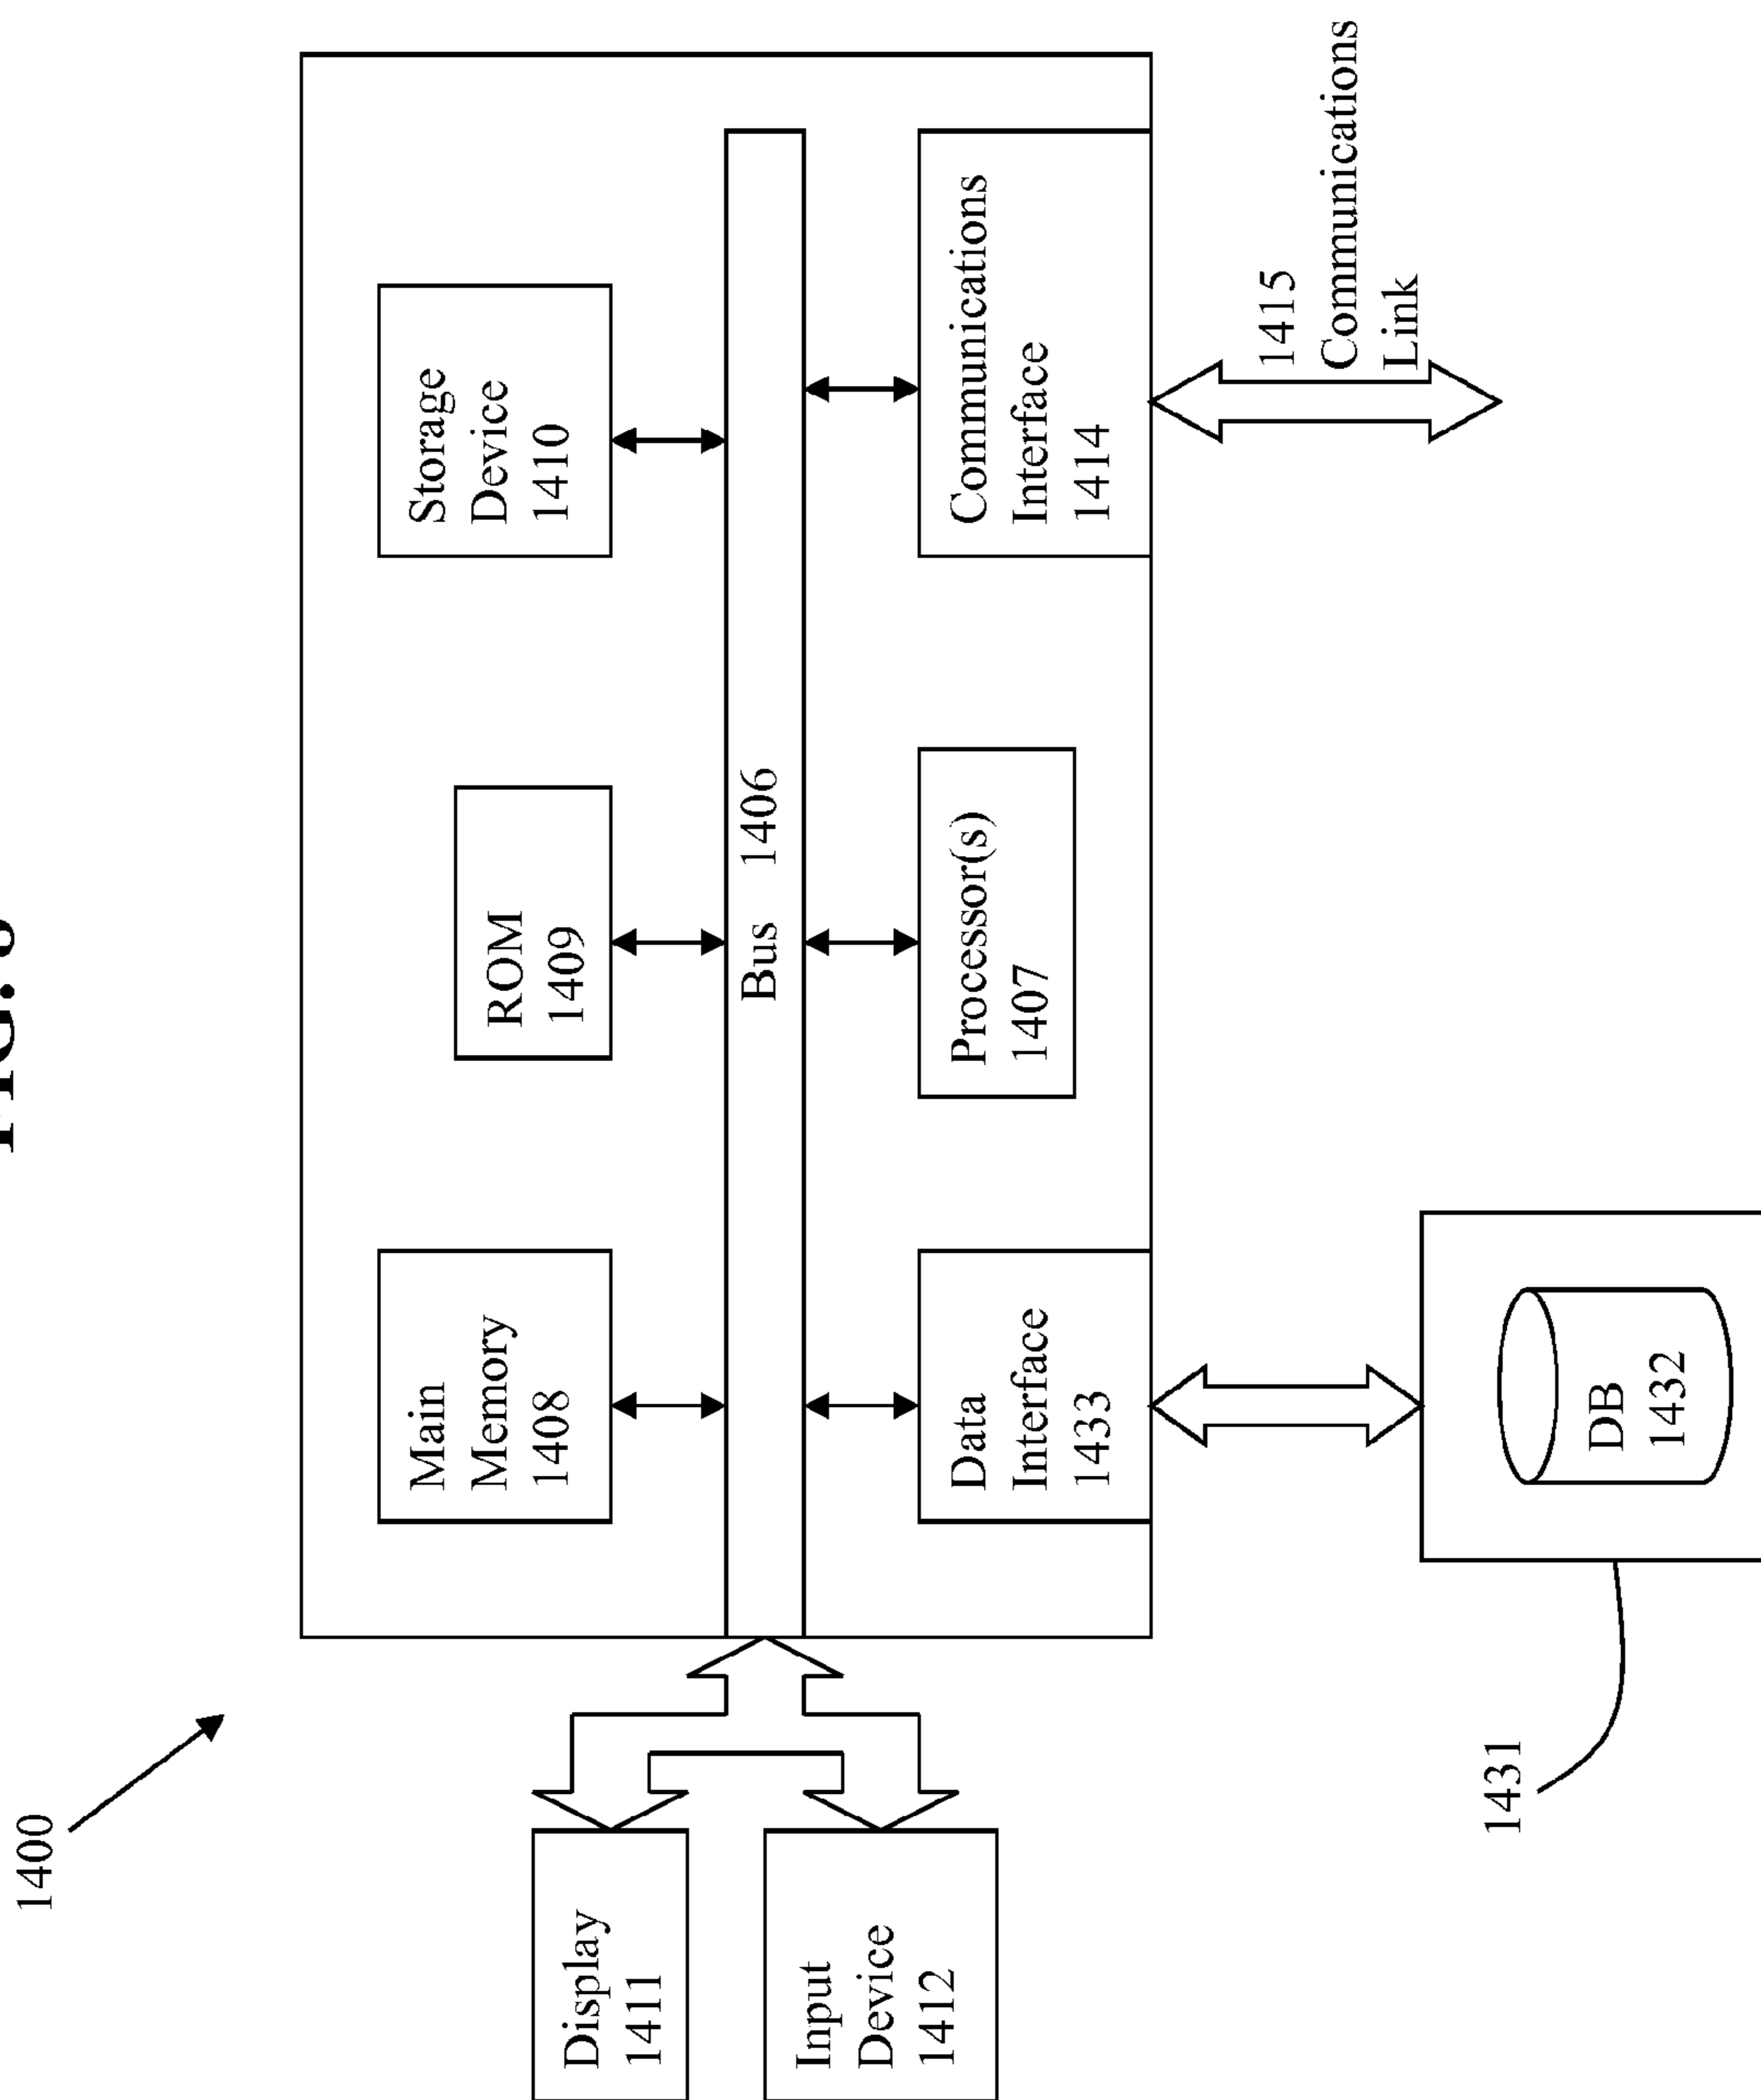 FIG.
1400
Main
Memory
1408
ROM
1409
Storage
Device
1410
Display
1411
Bus 1406
Input
Device
1412
Data
Interface
1433
Processor(s)
1407
Communications
Interface
1414
1415
Communications
Link
1431
DB
1432